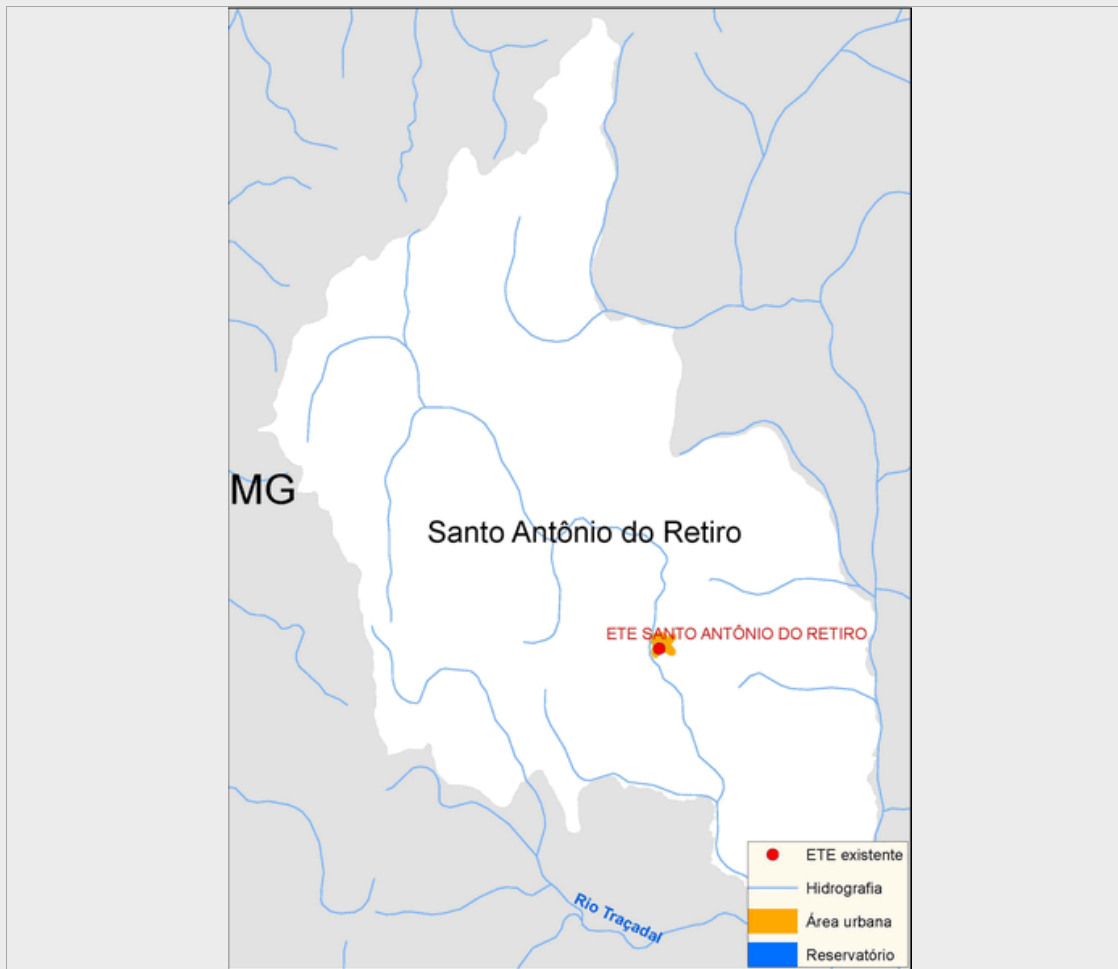 MG
Santo Antônio do Retiro
ETE SANTO ANTÔNIO DO RETIRO
Rio Traçadal
ETE existente
Hidrografia
Área urbana
Reservatório